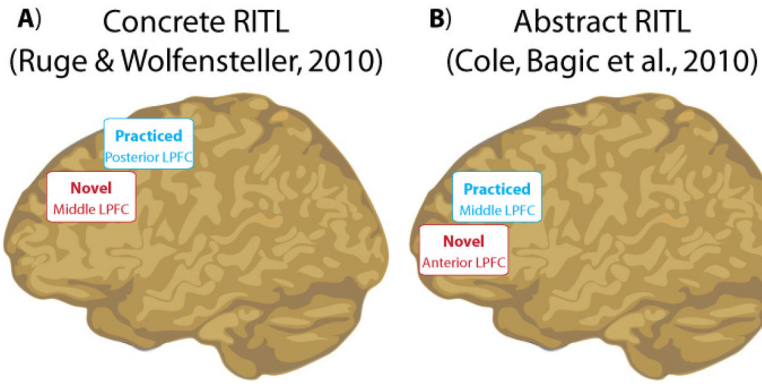 A) Concrete RITL
(Ruge & Wolfensteller, 2010)
Practiced
Posterior LPFC
Novel
Middle LPFC
B) Abstract RITL
(Cole, Bagic et al., 2010)
Practiced
Middle LPFC
Novel
Anterior LPFC